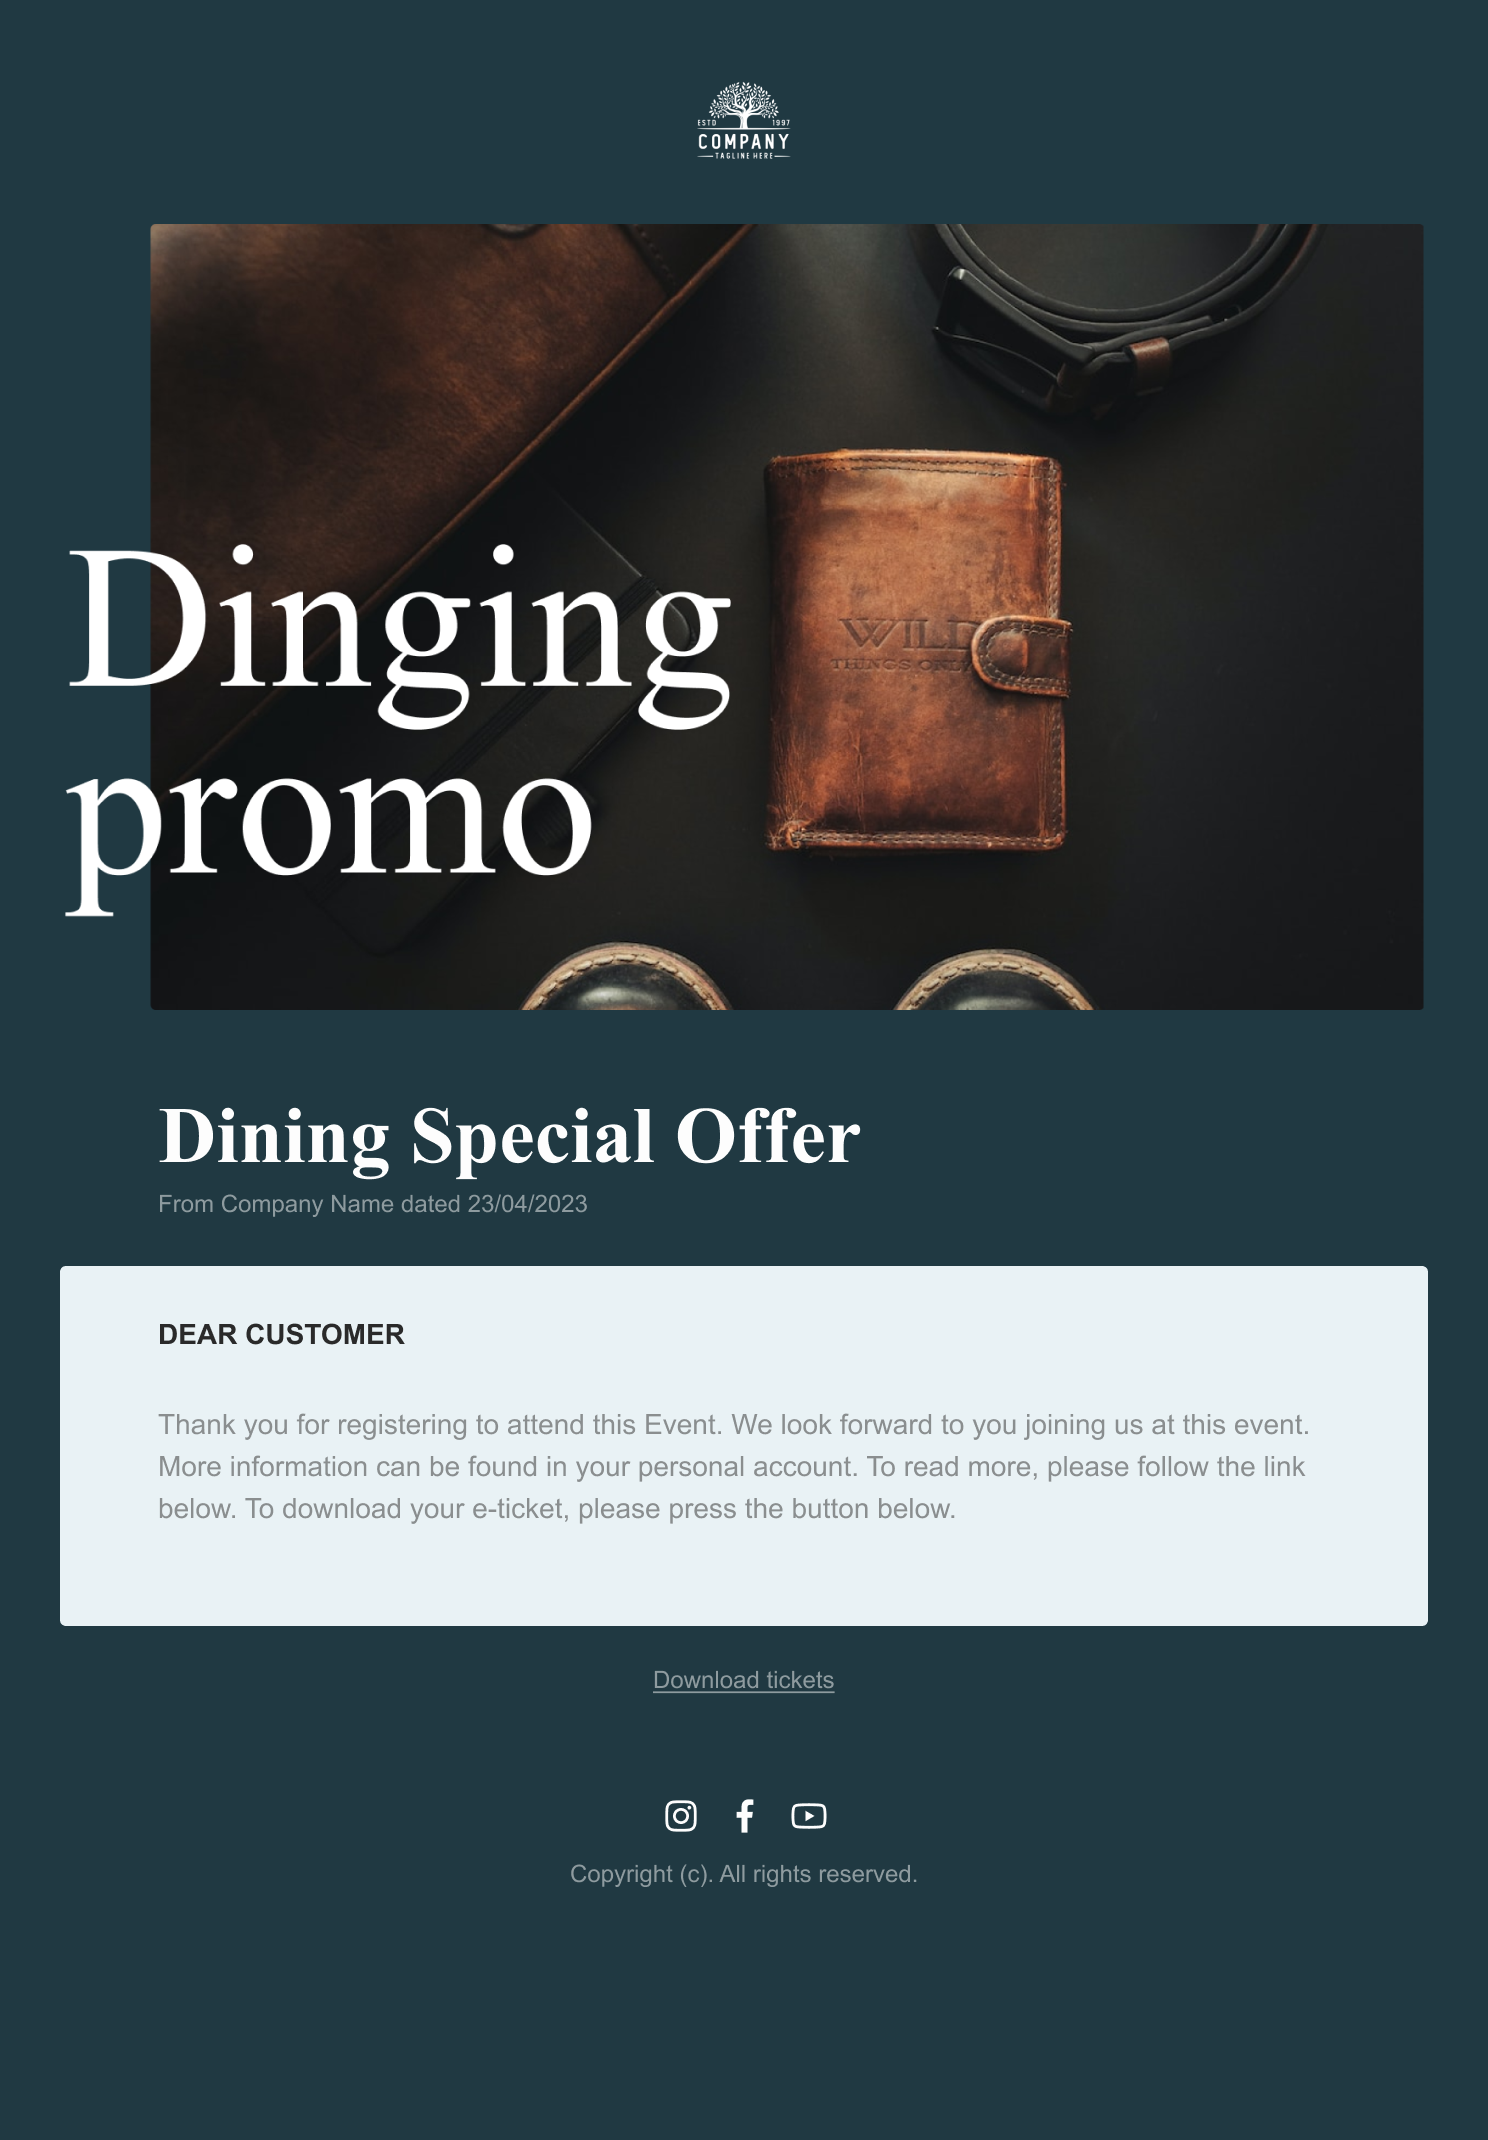 ESTD 1997
COMPANY
TAGLINE HERE
WILD
THINGS ONL
Dinging
promo
Dining Special Offer
From Company Name dated 23/04/2023
DEAR CUSTOMER
Thank you for registering to attend this Event. We look forward to you joining us at this event.
More information can be found in your personal account. To read more, please follow the link
below. To download your e-ticket, please press the button below.
Download tickets
Copyright (c). All rights reserved.